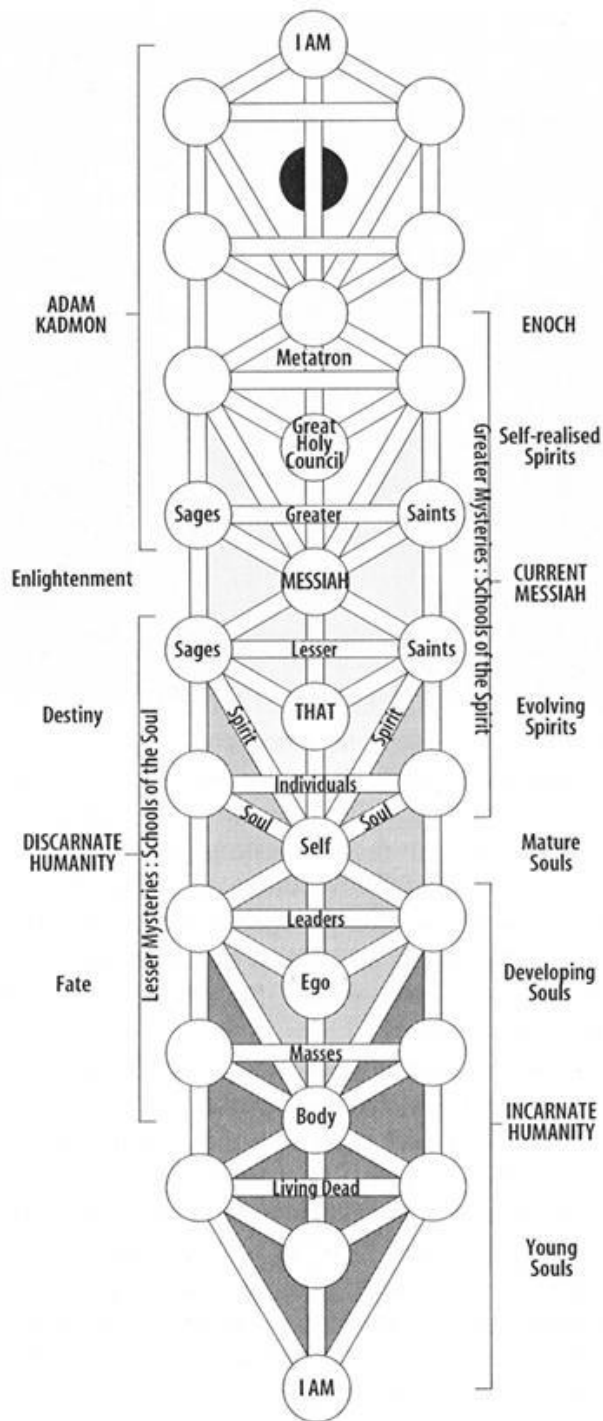 I AM
ADAM
KADMON
ENOCH
Metatron
Great
Holy
Council
Self-realised
Spirits
Sages
Greater
Saints
Greater Mysteries : Schools of the Spirit
Enlightenment
MESSIAH
CURRENT
MESSIAH
Sages
Lesser
Saints
Destiny
Spirit
THAT
Spirit
Evolving
Spirits
Individuals
Soul
Soul
Lesser Mysteries : Schools of the Soul
DISCARNATE
HUMANITY
Self
Mature
Souls
Leaders
Fate
Ego
Developing
Souls
Masses
Body
INCARNATE
HUMANITY
Living Dead
Young
Souls
I AM